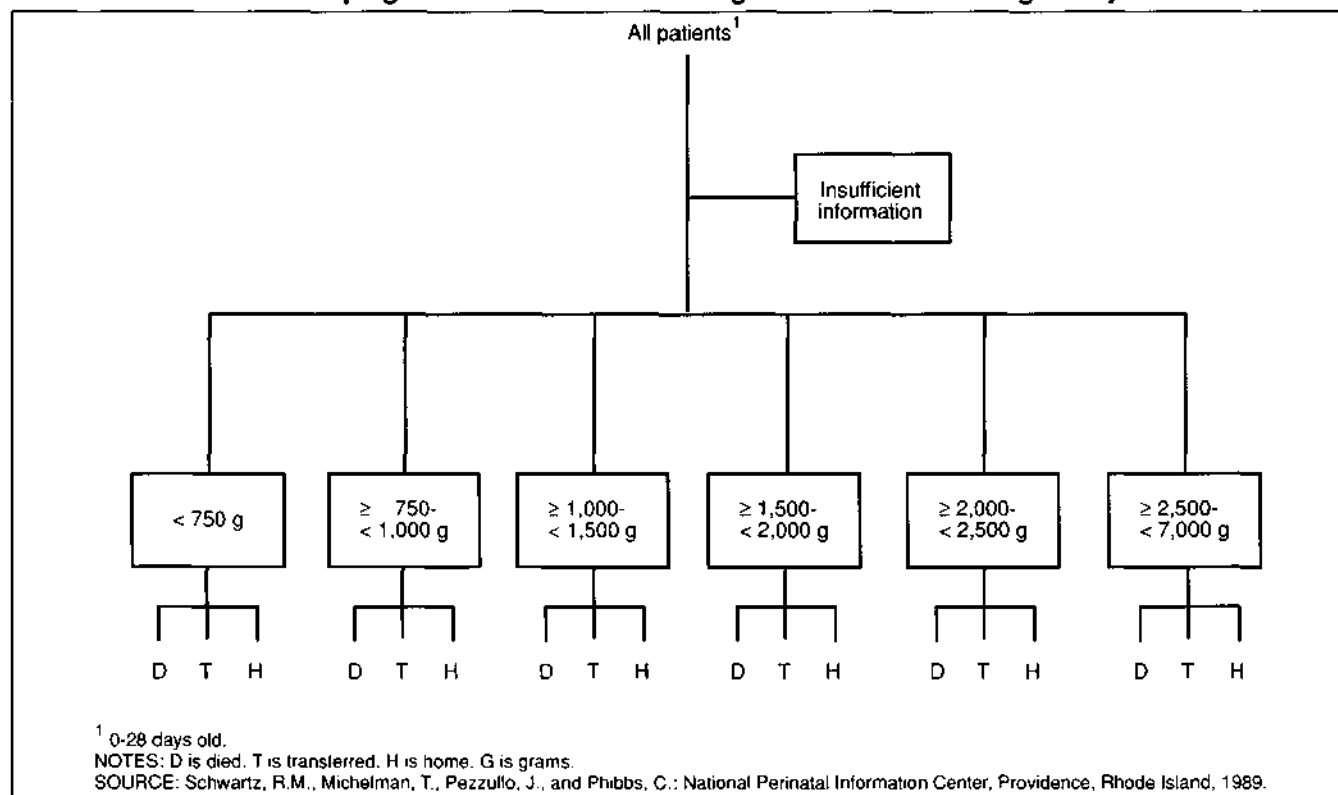 All patients1
Insufficient
information
< 750 g
≥ 750-
< 1,000 g
≥ 1,000-
< 1,500 g
≥ 1,500-
< 2,000 g
≥ 2,000-
< 2,500 g
≥ 2,500-
< 7,000 g
D T H D T H D T H D T H D T H D T H
1 0-28 days old.
NOTES: D is died. T is transferred. H is home. G is grams.
SOURCE: Schwartz, R.M., Michelman, T., Pezzullo, J., and Phibbs, C.: National Perinatal Information Center, Providence, Rhode Island, 1989.